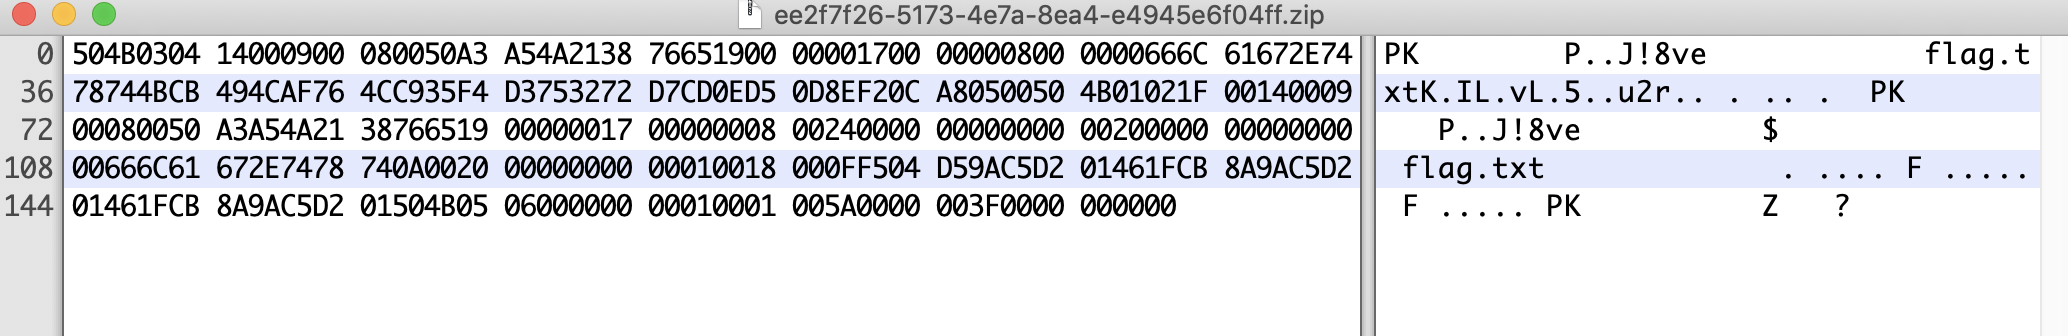 ee2f7f26-5173-4e7a-8ea4-e4945e6f04ff.zip
0 504B0304 14000900 080050A3 A54A2138 76651900 00001700 00000800 0000666C 61672E74 PK P..J!8ve flag.t
36 78744BCB 494CAF76 4CC935F4 D3753272 D7CD0ED5 0D8EF20C A8050050 4B01021F 00140009 xtK.IL.vL.5..u2r.. . .. . PK
72 00080050 A3A54A21 38766519 00000017 00000008 00240000 00000000 00200000 00000000 P..J!8ve $
108 00666C61 672E7478 740A0020 00000000 00010018 000FF504 D59AC5D2 01461FCB 8A9AC5D2 flag.txt . .... F .....
144 01461FCB 8A9AC5D2 01504B05 06000000 00010001 005A0000 003F0000 000000 F ..... PK Z ?